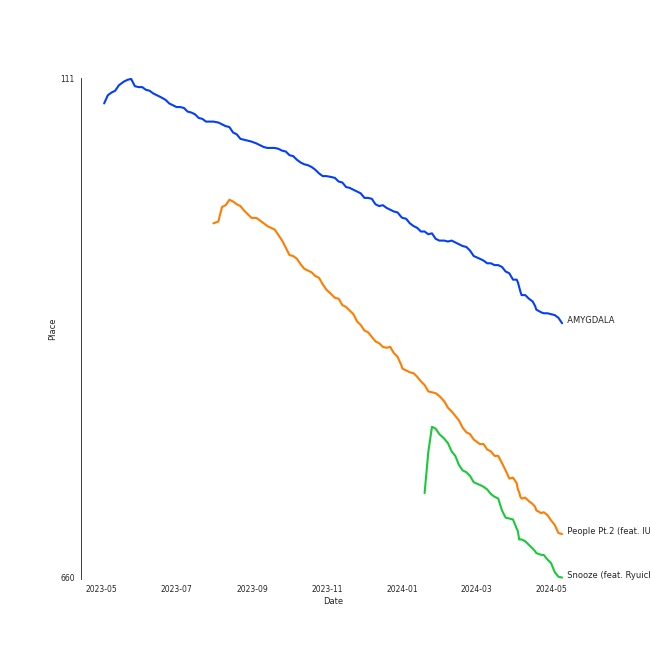 111
AMYGDALA
Place
People Pt.2 (feat. IU
Snooze (feat. Ryuic
660
2023-05 2023-07 2023-09 2023-11 2024-01 2024-03 2024-05
Date